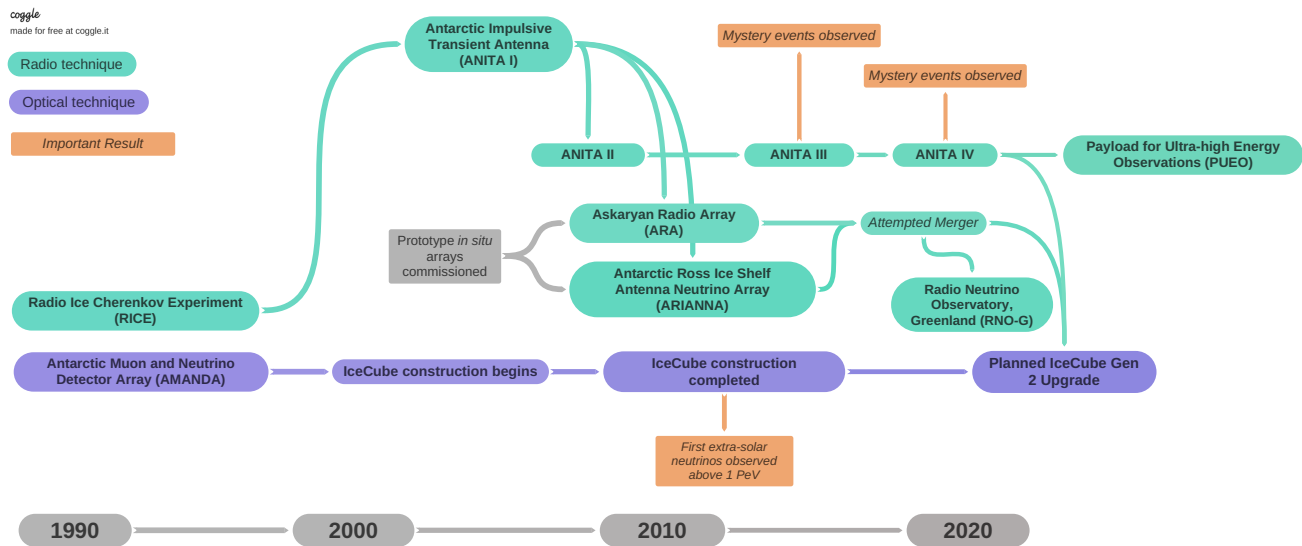 coggle
made for free at coggle.it
Radio technique
Optical technique
Important Result
Antarctic Impulsive
Transient Antenna
(ANITA I)
Mystery events observed
Mystery events observed
ANITA II
ANITA III
ANITA IV
Payload for Ultra-high Energy
Observations (PUEO)
Prototype in situ
arrays
commissioned
Askaryan Radio Array
(ARA)
Attempted Merger
Antarctic Ross Ice Shelf
Antenna Neutrino Array
(ARIANNA)
Radio Neutrino
Observatory,
Greenland (RNO-G)
Radio Ice Cherenkov Experiment
(RICE)
Antarctic Muon and Neutrino
Detector Array (AMANDA)
IceCube construction begins
IceCube construction
completed
Planned IceCube Gen
2 Upgrade
First extra-solar
neutrinos observed
above 1 PeV
1990
2000
2010
2020